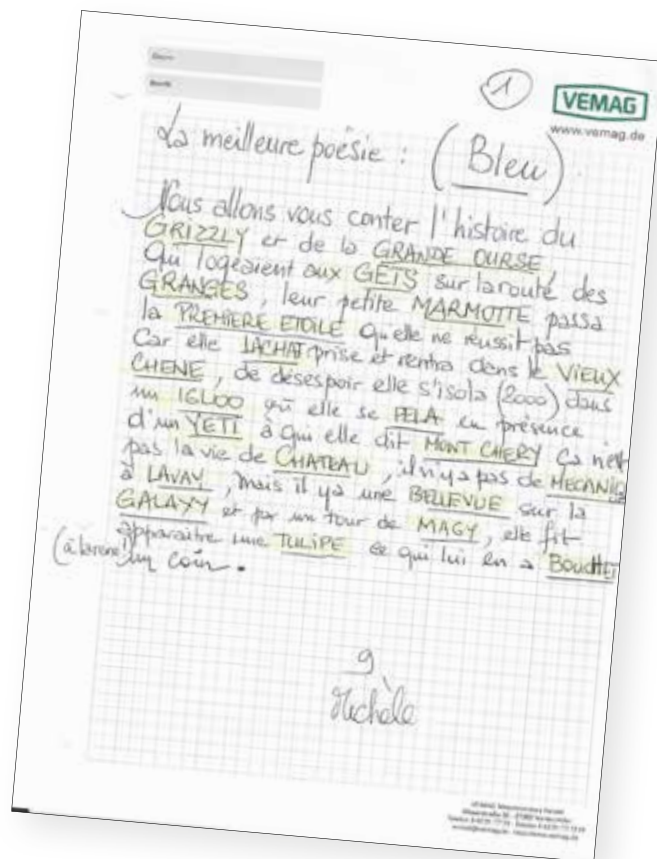 ①
VEMAG
www.vemag.de
La meilleure poésie : (Bleu)
Nous allons vous conter l'histoire du
GRIZZLY et de la GRANDE OURSE,
Qui logeaient aux GÊTS sur la route des
GRANGES, leur petite MARMOTTE passa
la PREMIERE ETOILE Qu'elle ne réussit pas
Car elle LACHAT prise et rentra dans le VIEUX
CHENE, de désespoir elle s'isola (2000) dans
un IGLOO où elle se PELA en présence
d'un YETI à qui elle dit MONT CHERY ça n'est
pas la vie de CHATEAU, il n'y a pas de MECANIC
à LAVAY, mais il y a une BELLEVUE sur la
GALAXY et par un tour de MAGY, elle fit
apparaitre une TULIPE ce qui lui en a BOUCHET
un coin.
9
Michèle